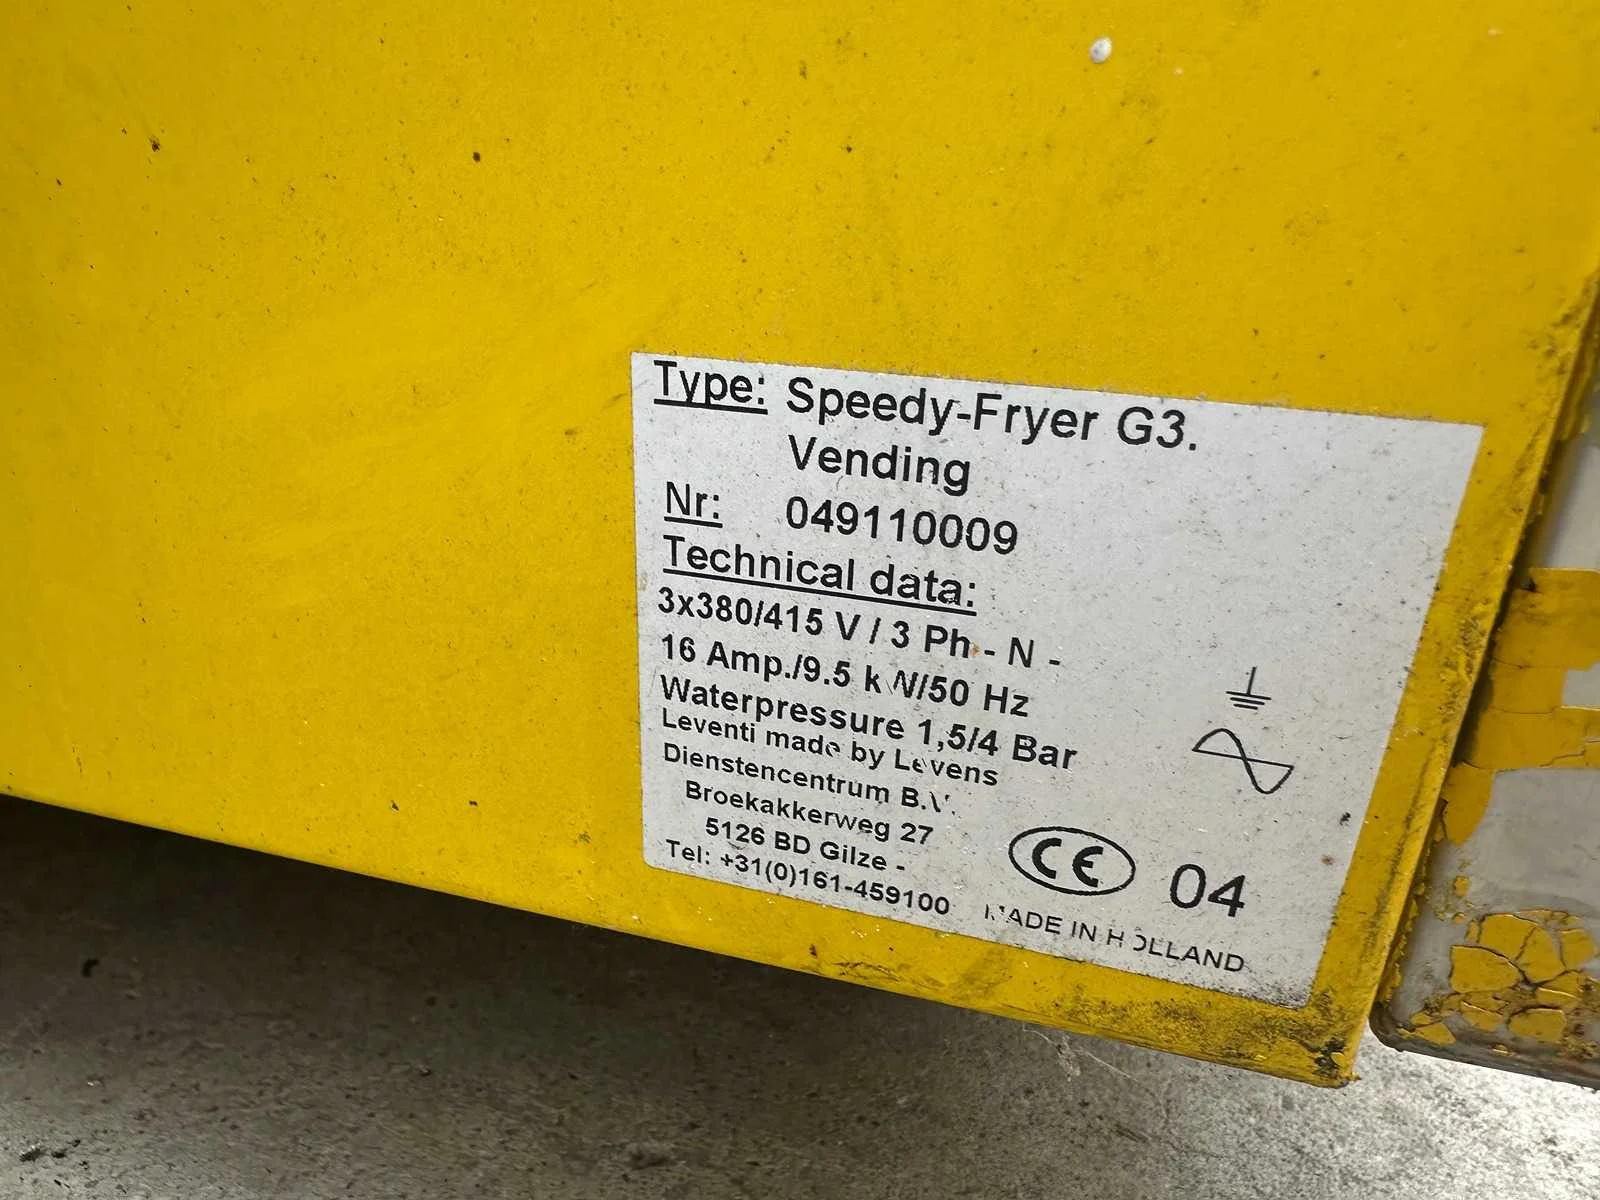 Type: Speedy-Fryer G3.
Vending
Nr: 049110009
Technical data:
3x380/415 V / 3 Ph - N -
16 Amp./9.5 kW/50 Hz
Waterpressure 1,5/4 Bar
Leventi made by Levens
Dienstencentrum B.V.
Broekakkerweg 27
5126 BD Gilze -
Tel: +31(0)161-459100
CE 04
MADE IN HOLLAND